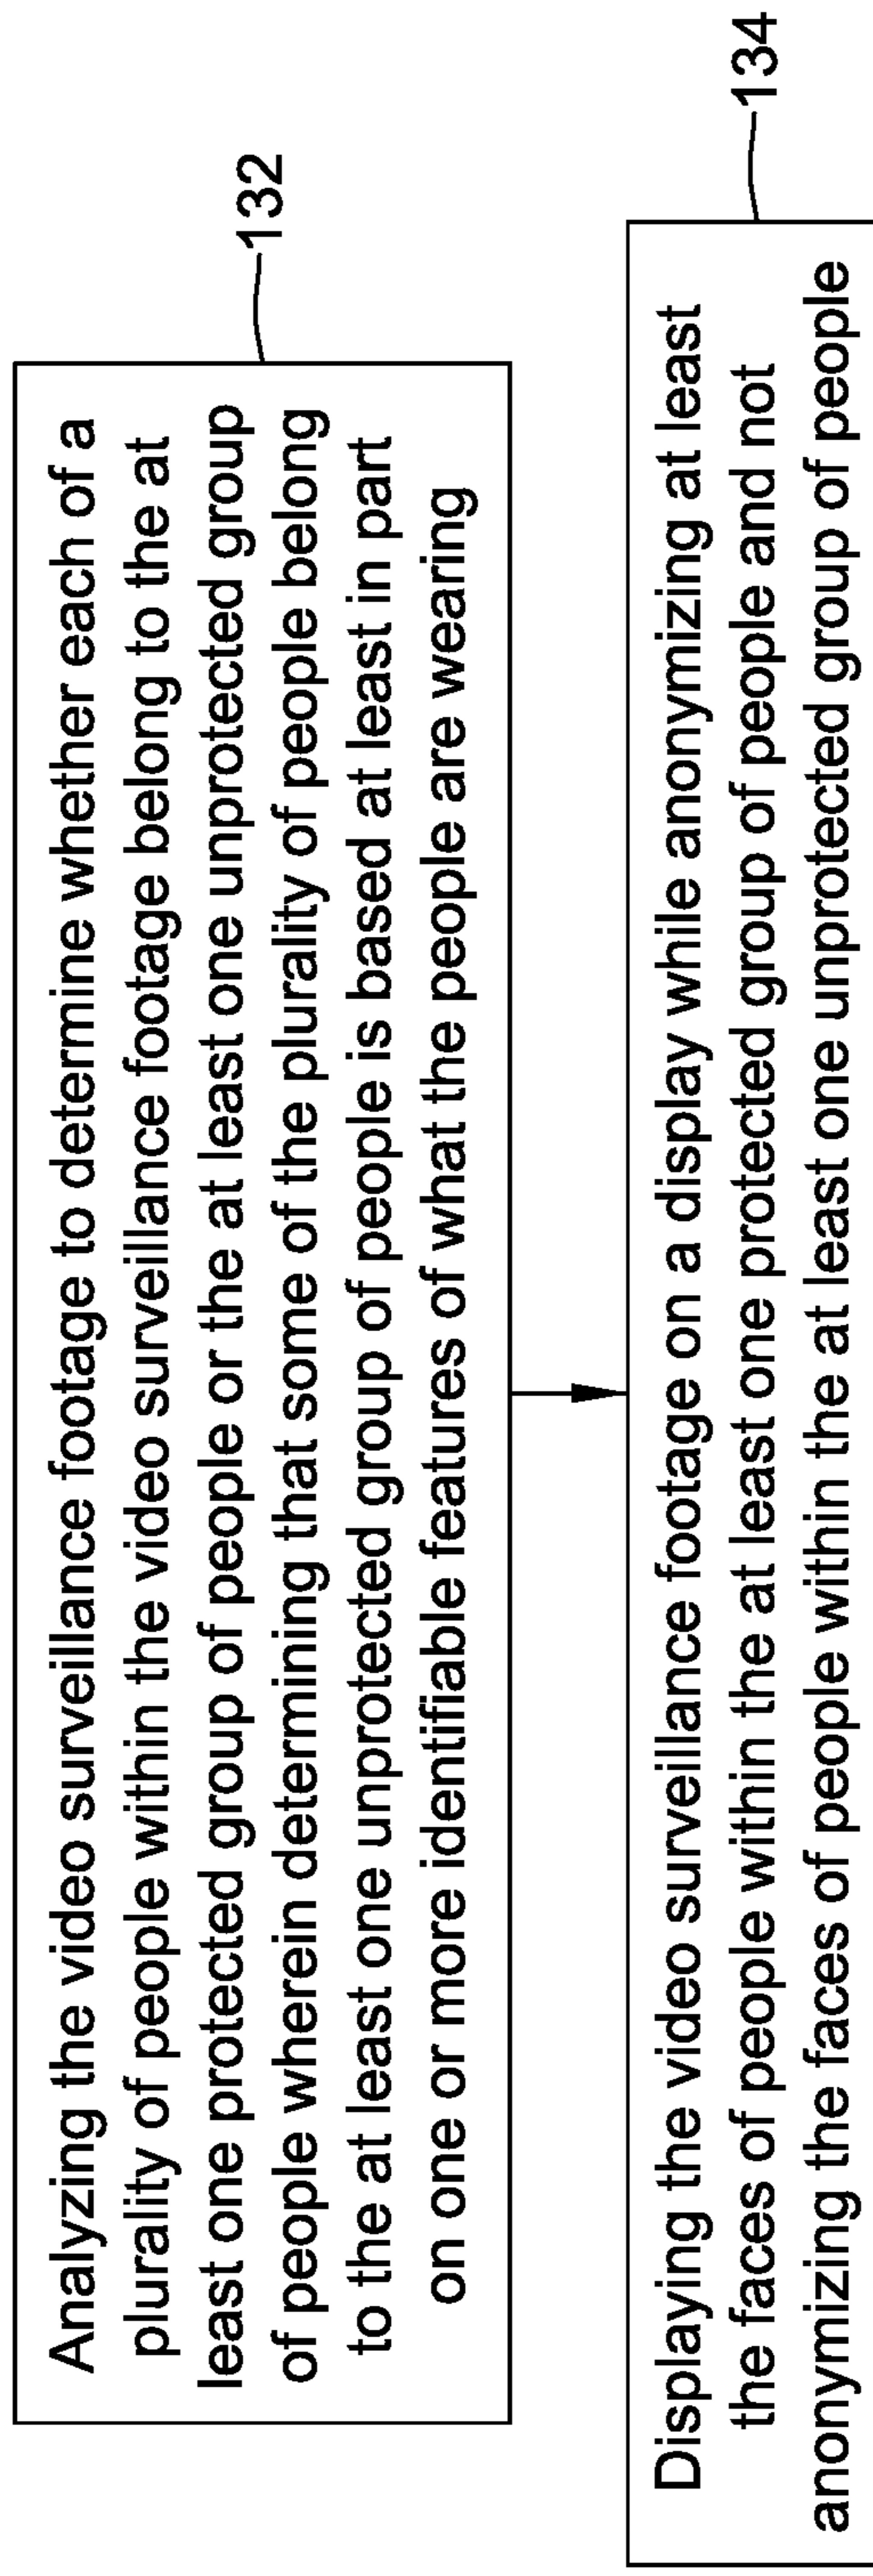 Analyzing the video surveillance footage to determine whether each of a
plurality of people within the video surveillance footage belong to the at
least one protected group of people or the at least one unprotected group
of people wherein determining that some of the plurality of people belong
to the at least one unprotected group of people is based at least in part
on one or more identifiable features of what the people are wearing
132
Displaying the video surveillance footage on a display while anonymizing at least
the faces of people within the at least one protected group of people and not
anonymizing the faces of people within the at least one unprotected group of people
134